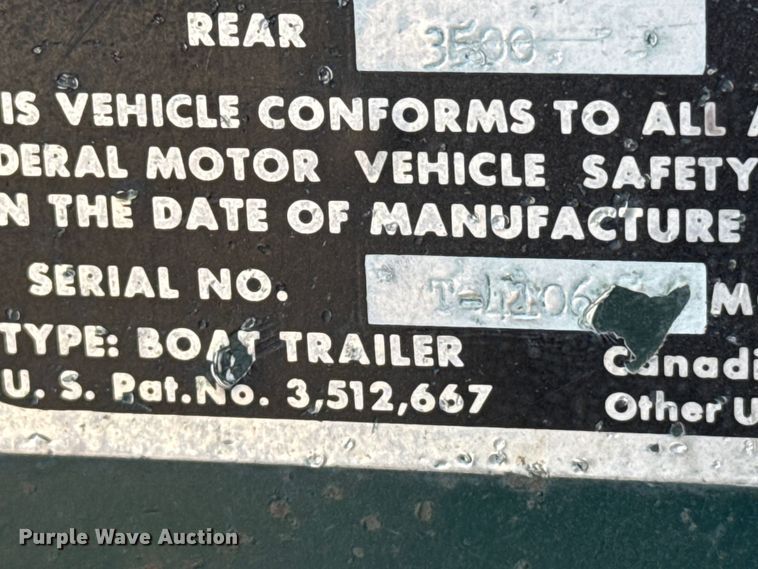 REAR 3500
IS VEHICLE CONFORMS TO ALL A
DERAL MOTOR VEHICLE SAFETY
N THE DATE OF MANUFACTURE
SERIAL NO. M
TYPE: BOAT TRAILER Canadi
U. S. Pat.No. 3,512,667 Other U
Purple Wave Auction